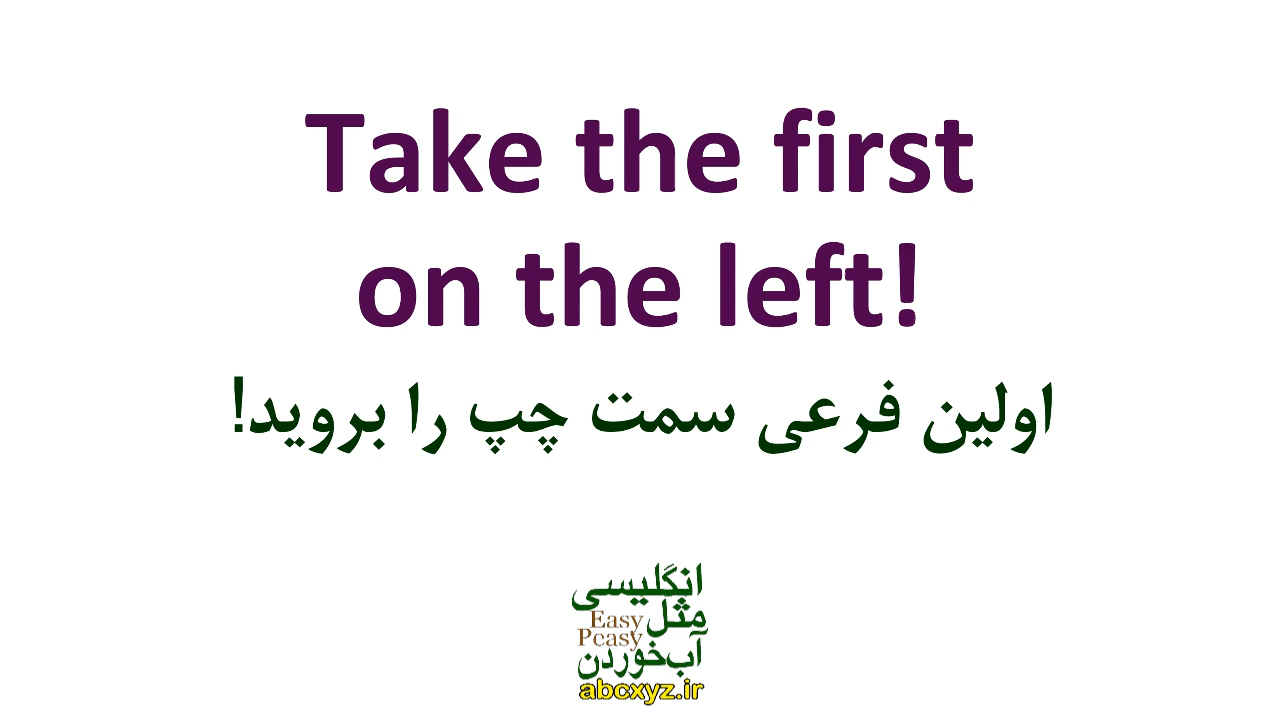 Take the first
on the left!
اولین فرعی سمت چپ را بروید!
انگلیسی
مثل
Easy
Peasy
آب‌خوردن
abcxyz.ir